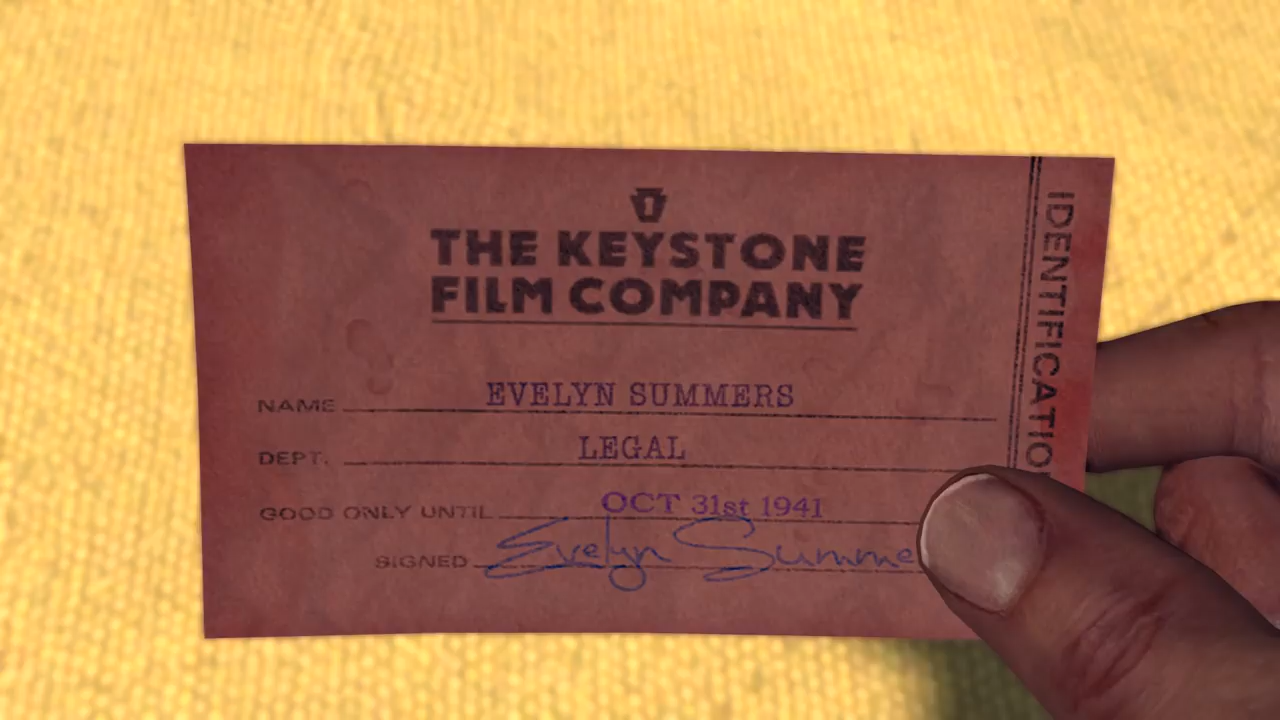 THE KEYSTONE
FILM COMPANY
NAME EVELYN SUMMERS
DEPT. LEGAL
GOOD ONLY UNTIL OCT 31st 1941
SIGNED Evelyn Summe
IDENTIFICATIO